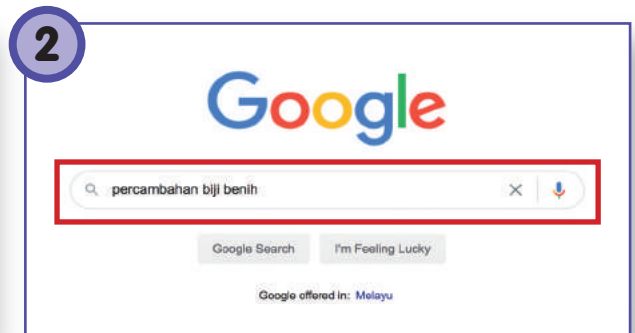 2
Google
percambahan biji benih
Google Search I'm Feeling Lucky
Google offered in: Melayu